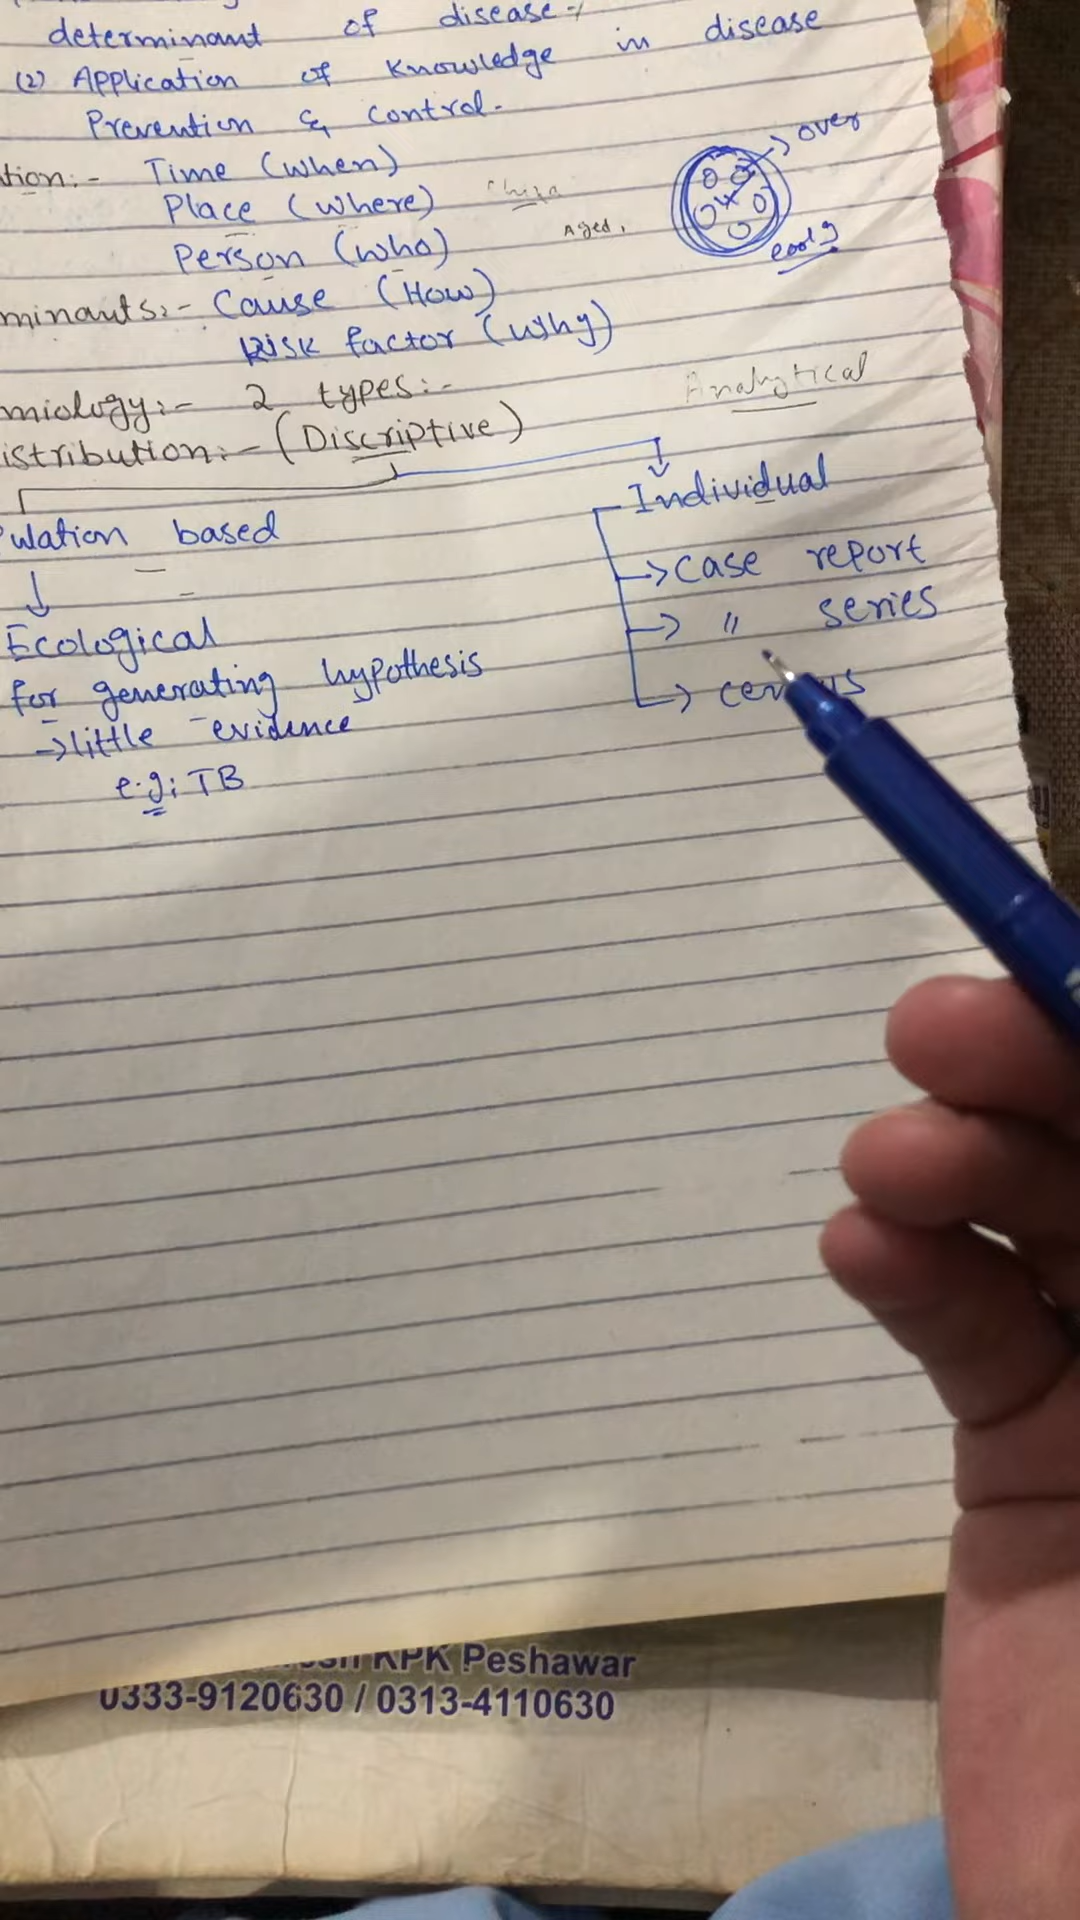 determinant of disease:-
(2) Application of Knowledge in disease
Prevention & Control.
tion:- Time (when)
Place (where) China
Person (who) Aged,
over
minants:- Cause (How)
Risk factor (Why)
miology:- 2 types:-
Analytical
istribution:- (Discriptive)
ulation based
Individual
→ Case report
→ " series
→ census
↓
Ecological
for generating hypothesis
→ little evidence
e.g; TB
KPK Peshawar
0333-9120630 / 0313-4110630